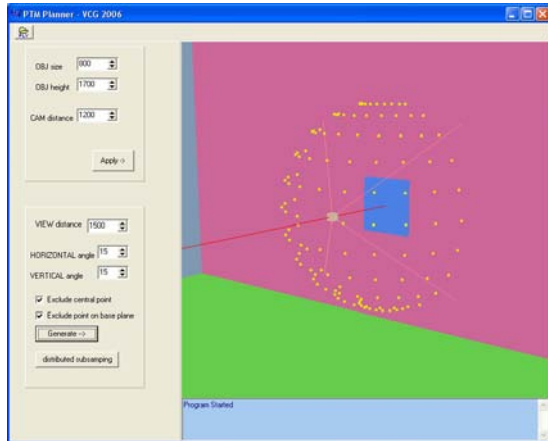 PTM Planner - VCG 2006
OBJ size 800
OBJ height 1700
CAM distance 1200
Apply ->
VIEW distance 1500
HORIZONTAL angle 15
VERTICAL angle 15
Exclude central point
Exclude point on base plane
Generate -->
distributed subsamping
Program Started